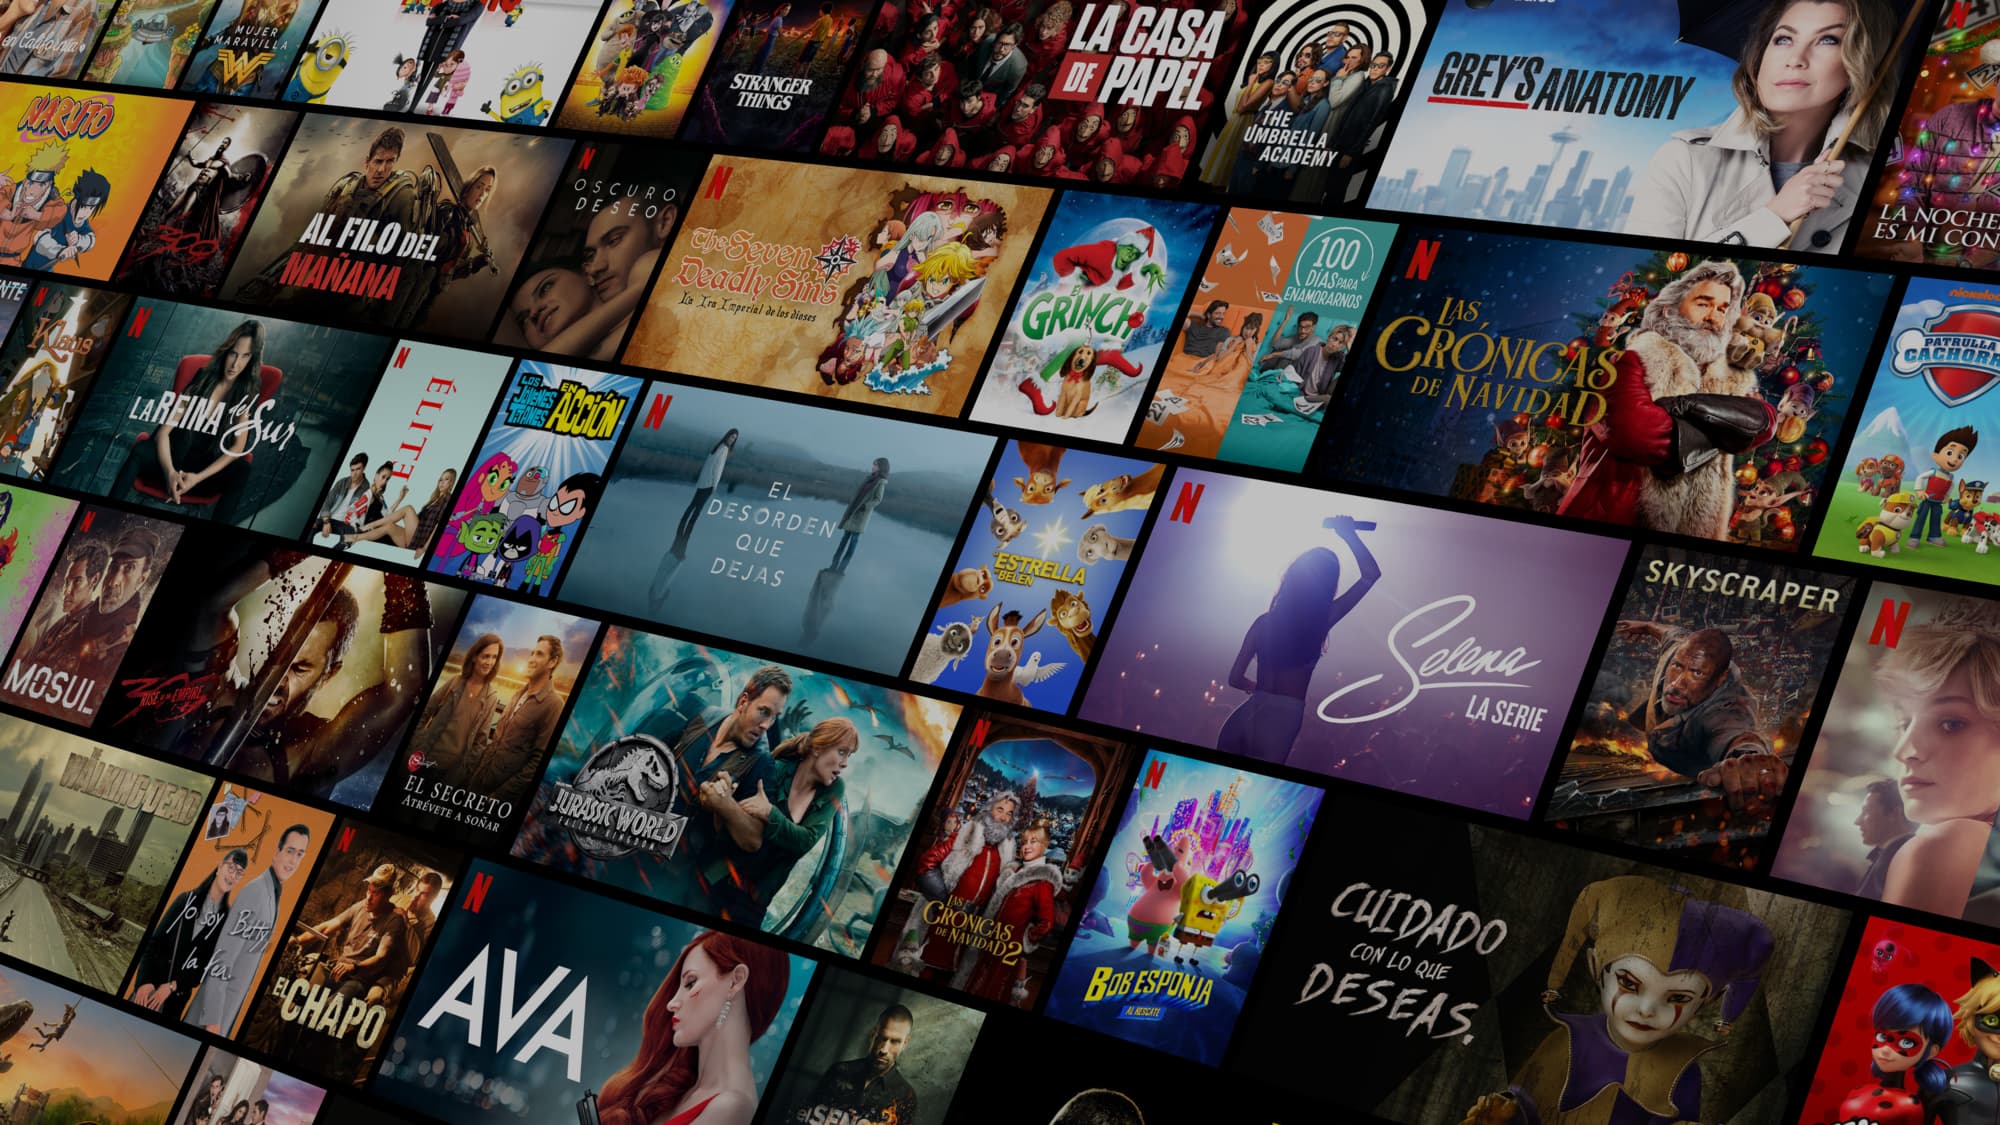 en California
MUJER
MARAVILLA
STRANGER
THINGS
LA CASA
DE PAPEL
THE
UMBRELLA
ACADEMY
GREY'S ANATOMY
NARUTO
300
AL FILO DEL
MAÑANA
OSCURO
DESEO
The Seven
Deadly Sins
La Ira Imperial de los dioses
EL
GRINCH
100
DÍAS PARA
ENAMORARNOS
LAS
CRÓNICAS
DE NAVIDAD
LA NOCHE
ES MI CON
Klaus
LA REINA del Sur
ÉLITE
LOS
JÓVENES
TITANES
EN
ACCIÓN
EL
DESORDEN
QUE
DEJAS
LA
ESTRELLA
DE BELÉN
Selena
LA SERIE
SKYSCRAPER
nickelod
PATRULLA
CACHORR
MOSUL
300
RISE OF AN EMPIRE
EL SECRETO
ATRÉVETE A SOÑAR
JURASSIC WORLD
FALLEN KINGDOM
LAS
CRÓNICAS
DE NAVIDAD 2
BOB ESPONJA
AL RESCATE
CUIDADO
CON LO QUE
DESEAS.
THE
WALKING DEAD
Yo soy Betty,
la fea
EL
CHAPO
AVA
el SEÑO